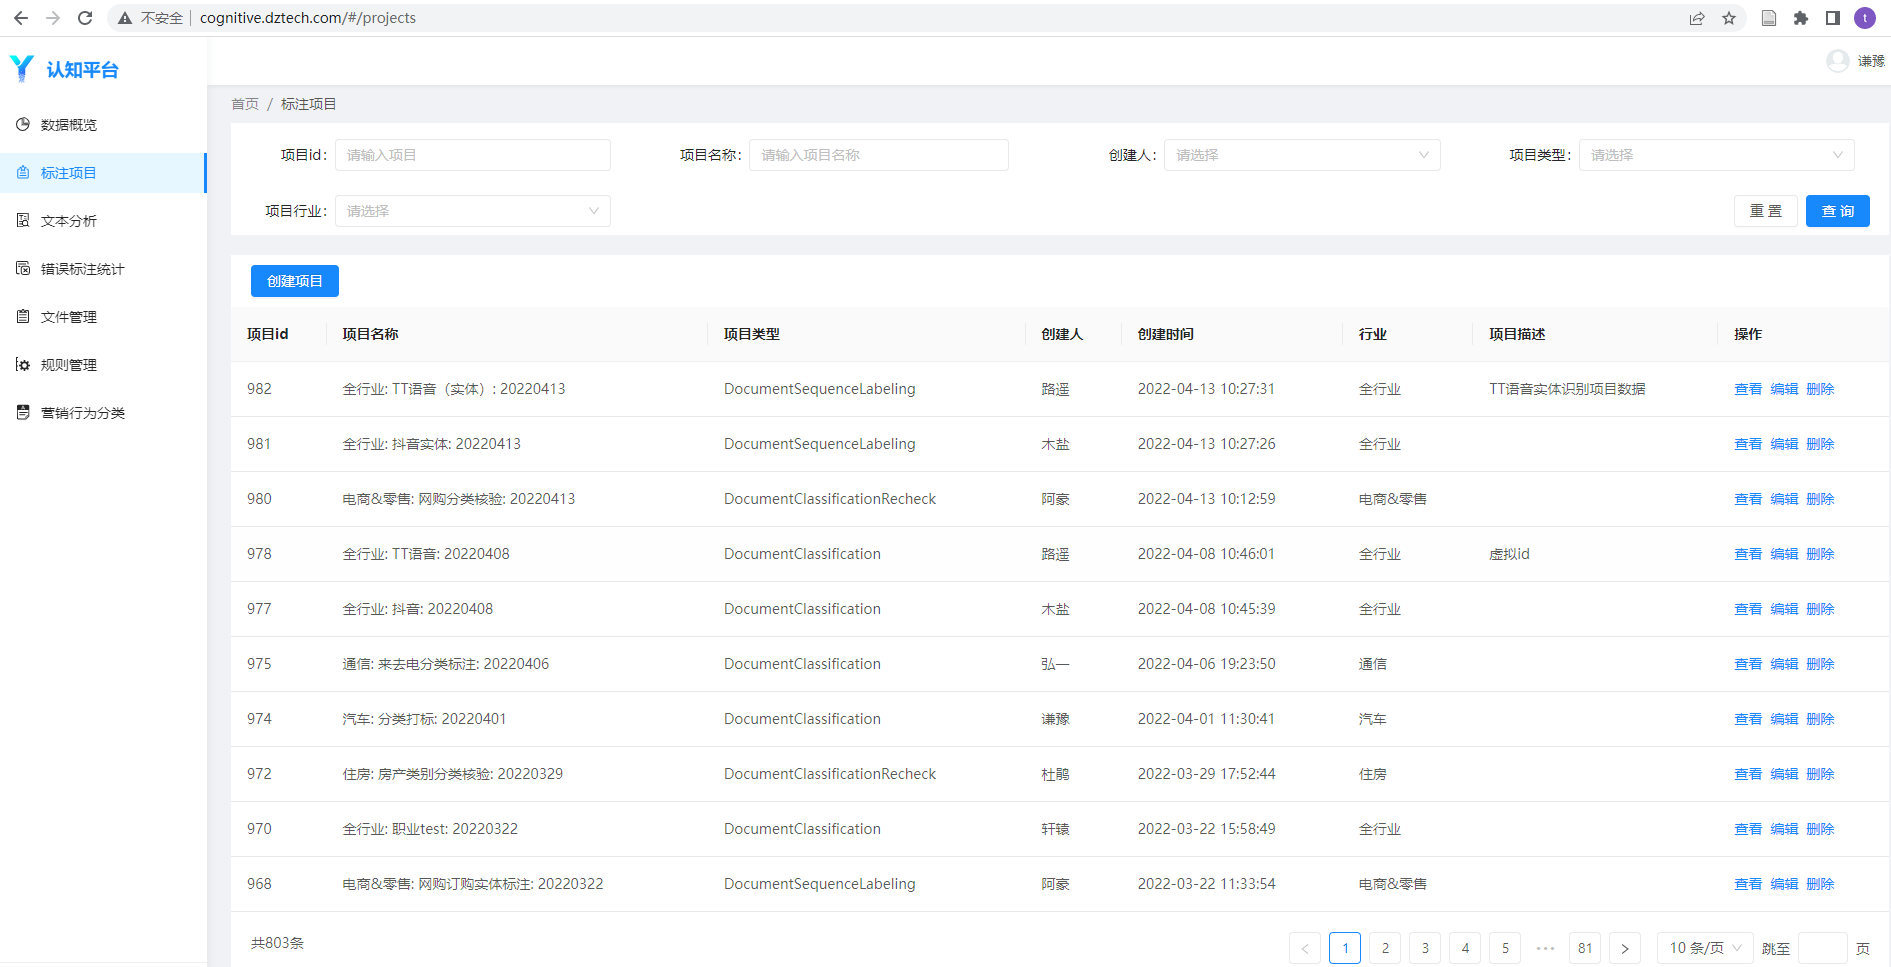 不安全 cognitive.dztech.com/#/projects t
认知平台 谦豫
数据概览
标注项目
文本分析
错误标注统计
文件管理
规则管理
营销行为分类
首页 / 标注项目
项目id: 请输入项目 项目名称: 请输入项目名称 创建人: 请选择 项目类型: 请选择
项目行业: 请选择 重 置 查 询
创建项目
项目id 项目名称 项目类型 创建人 创建时间 行业 项目描述 操作
982 全行业: TT语音（实体）: 20220413 DocumentSequenceLabeling 路遥 2022-04-13 10:27:31 全行业 TT语音实体识别项目数据 查看 编辑 删除
981 全行业: 抖音实体: 20220413 DocumentSequenceLabeling 木盐 2022-04-13 10:27:26 全行业 查看 编辑 删除
980 电商&零售: 网购分类核验: 20220413 DocumentClassificationRecheck 阿豪 2022-04-13 10:12:59 电商&零售 查看 编辑 删除
978 全行业: TT语音: 20220408 DocumentClassification 路遥 2022-04-08 10:46:01 全行业 虚拟id 查看 编辑 删除
977 全行业: 抖音: 20220408 DocumentClassification 木盐 2022-04-08 10:45:39 全行业 查看 编辑 删除
975 通信: 来去电分类标注: 20220406 DocumentClassification 弘一 2022-04-06 19:23:50 通信 查看 编辑 删除
974 汽车: 分类打标: 20220401 DocumentClassification 谦豫 2022-04-01 11:30:41 汽车 查看 编辑 删除
972 住房: 房产类别分类核验: 20220329 DocumentClassificationRecheck 杜鹃 2022-03-29 17:52:44 住房 查看 编辑 删除
970 全行业: 职业test: 20220322 DocumentClassification 轩辕 2022-03-22 15:58:49 全行业 查看 编辑 删除
968 电商&零售: 网购订购实体标注: 20220322 DocumentSequenceLabeling 阿豪 2022-03-22 11:33:54 电商&零售 查看 编辑 删除
共803条 < 1 2 3 4 5 ··· 81 > 10 条/页 跳至 页